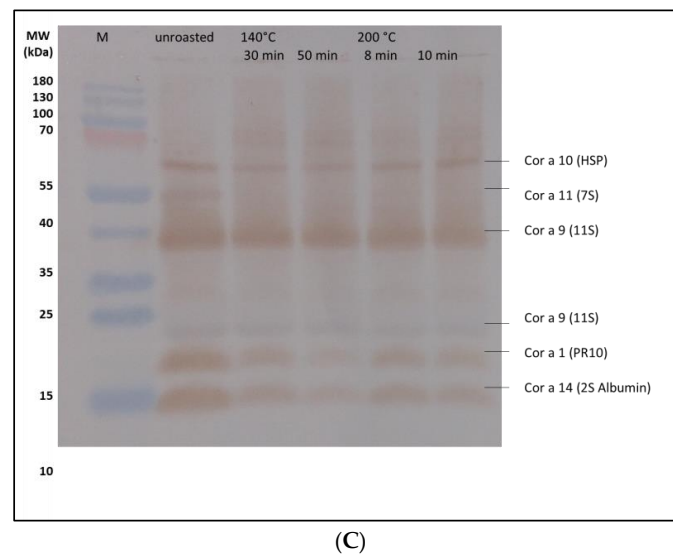 MW
(kDa)
M
unroasted
140°C
200 °C
30 min
50 min
8 min
10 min
180
130
100
70
55
40
35
25
15
10
Cor a 10 (HSP)
Cor a 11 (7S)
Cor a 9 (11S)
Cor a 9 (11S)
Cor a 1 (PR10)
Cor a 14 (2S Albumin)
(C)